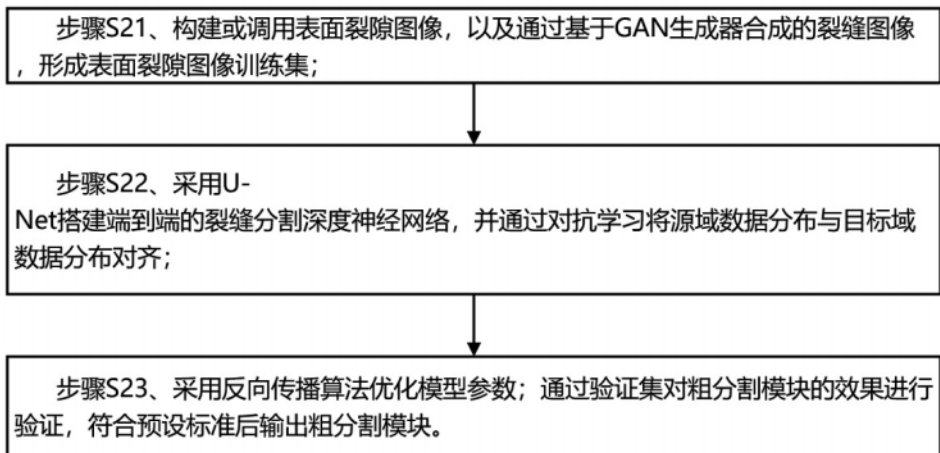 步骤S21、构建或调用表面裂隙图像，以及通过基于GAN生成器合成的裂缝图像
，形成表面裂隙图像训练集；
步骤S22、采用U-
Net搭建端到端的裂缝分割深度神经网络，并通过对抗学习将源域数据分布与目标域
数据分布对齐；
步骤S23、采用反向传播算法优化模型参数；通过验证集对粗分割模块的效果进行
验证，符合预设标准后输出粗分割模块。